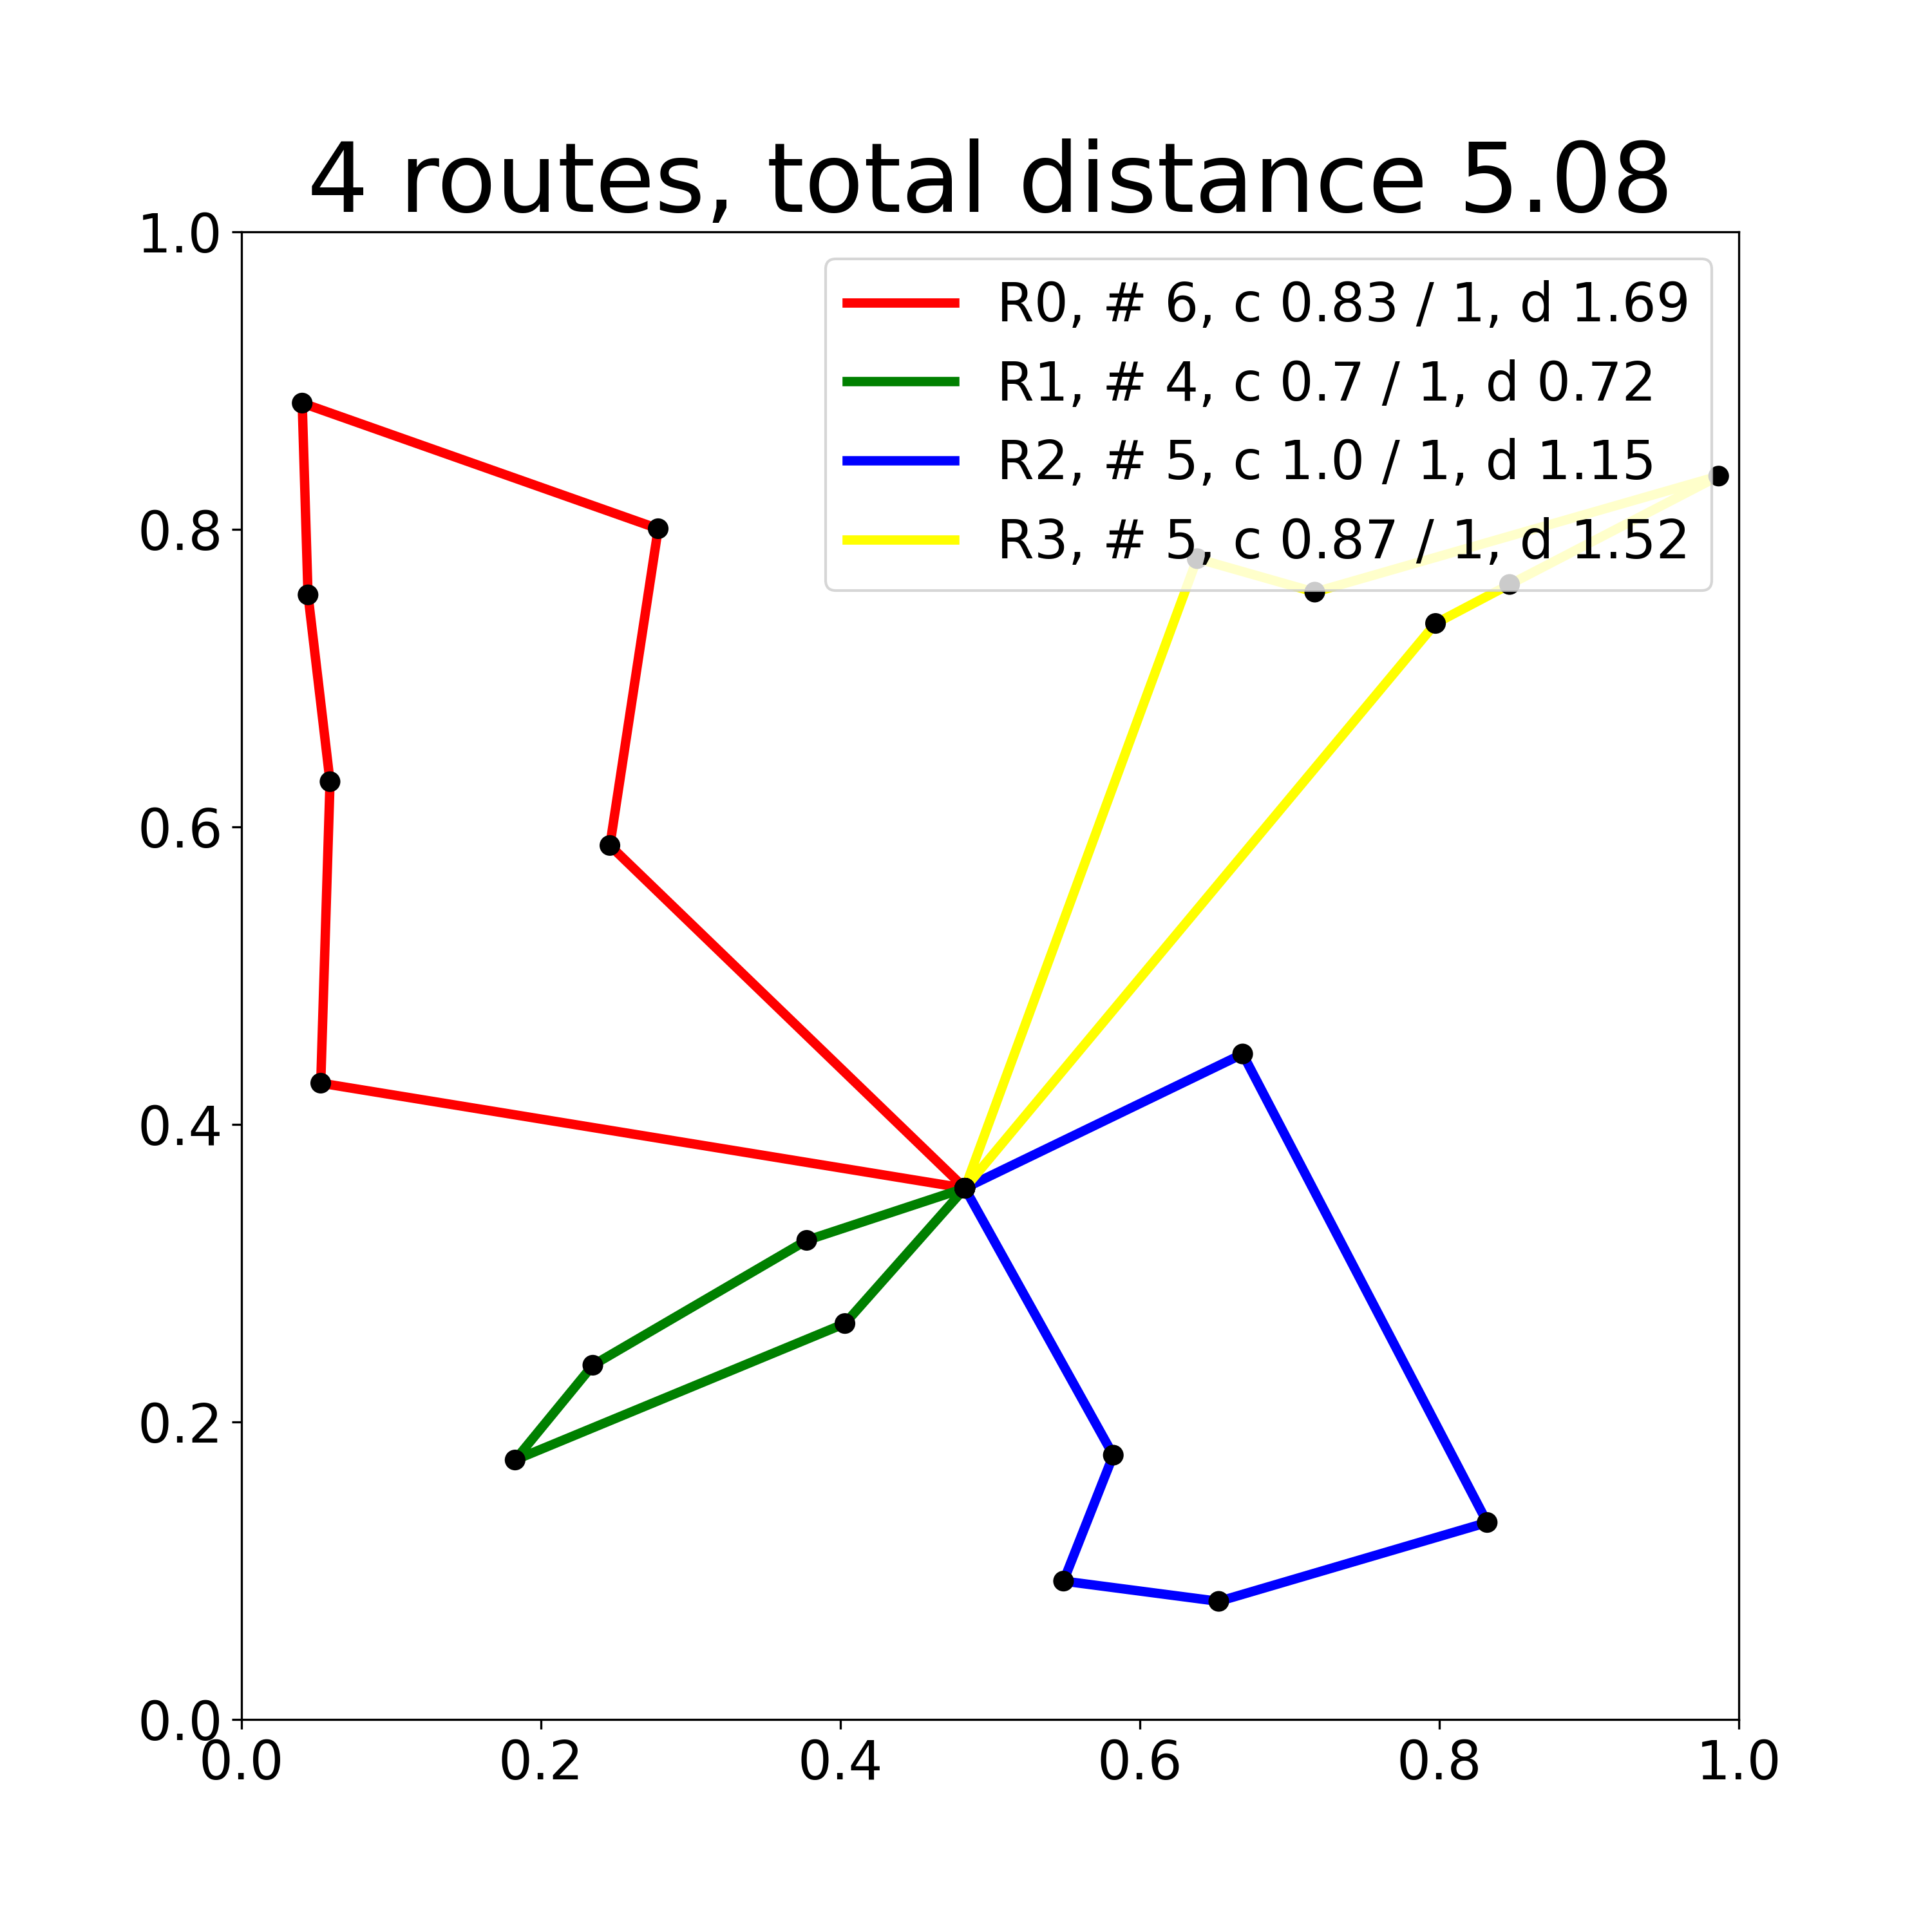 4 routes, total distance 5.08
R0, # 6, c 0.83 / 1, d 1.69
R1, # 4, c 0.7 / 1, d 0.72
R2, # 5, c 1.0 / 1, d 1.15
R3, # 5, c 0.87 / 1, d 1.52
1.0
0.8
0.6
0.4
0.2
0.0
0.0 0.2 0.4 0.6 0.8 1.0